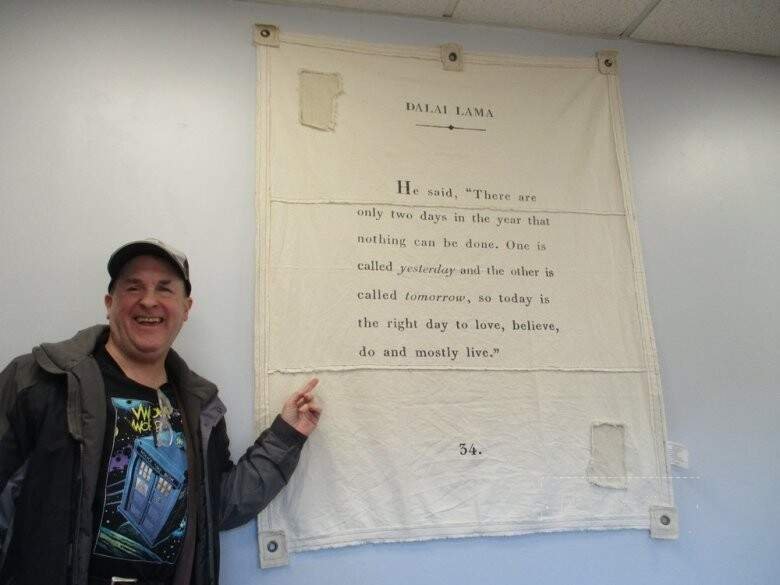 DALAI LAMA
He said, “There are
only two days in the year that
nothing can be done. One is
called yesterday and the other is
called tomorrow, so today is
the right day to love, believe,
do and mostly live.”
34.